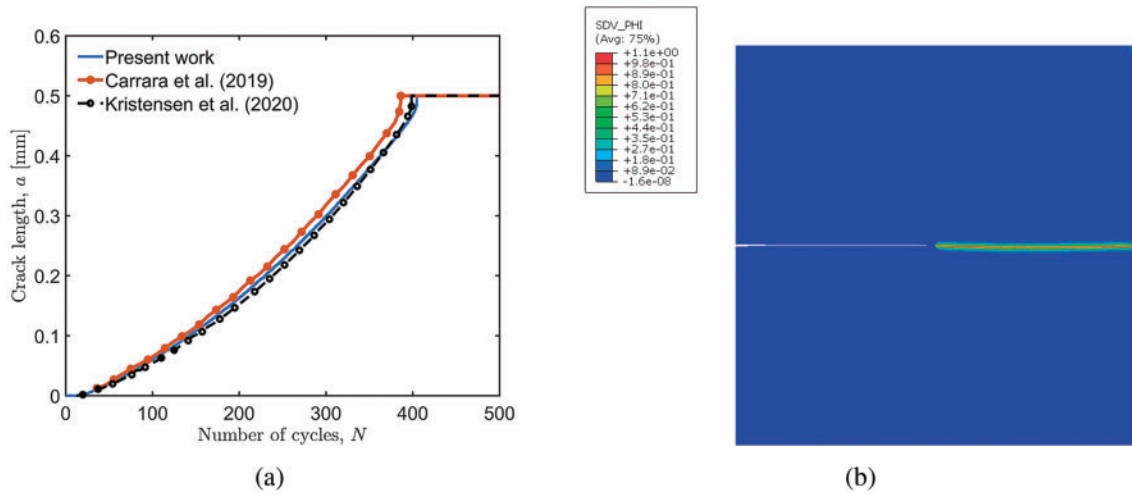 0.6
Present work
Carrara et al. (2019)
Kristensen et al. (2020)
0.5
0.4
0.3
0.2
0.1
0
Crack length, a [mm]
0 100 200 300 400 500
Number of cycles, N
(a)
SDV_PHI
(Avg: 75%)
+1.1e+00
+9.8e-01
+8.9e-01
+8.0e-01
+7.1e-01
+6.2e-01
+5.3e-01
+4.4e-01
+3.5e-01
+2.7e-01
+1.8e-01
+8.9e-02
-1.6e-08
(b)